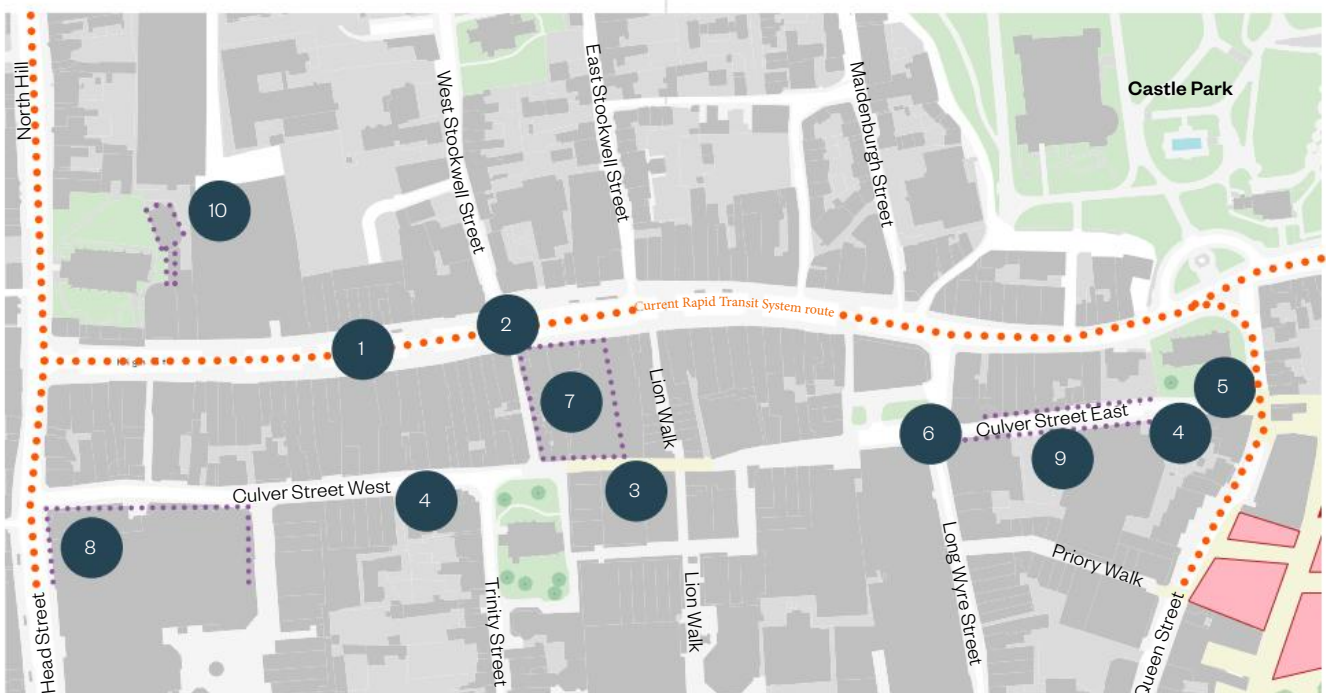 North Hill
West Stockwell Street
East Stockwell Street
Maidenburgh Street
Castle Park
10
2
1
Current Rapid Transit System route
7
Lion Walk
5
6
Culver Street East
4
9
Culver Street West
4
3
8
Head Street
Trinity Street
Lion Walk
Long Wyre Street
Priory Walk
Queen Street